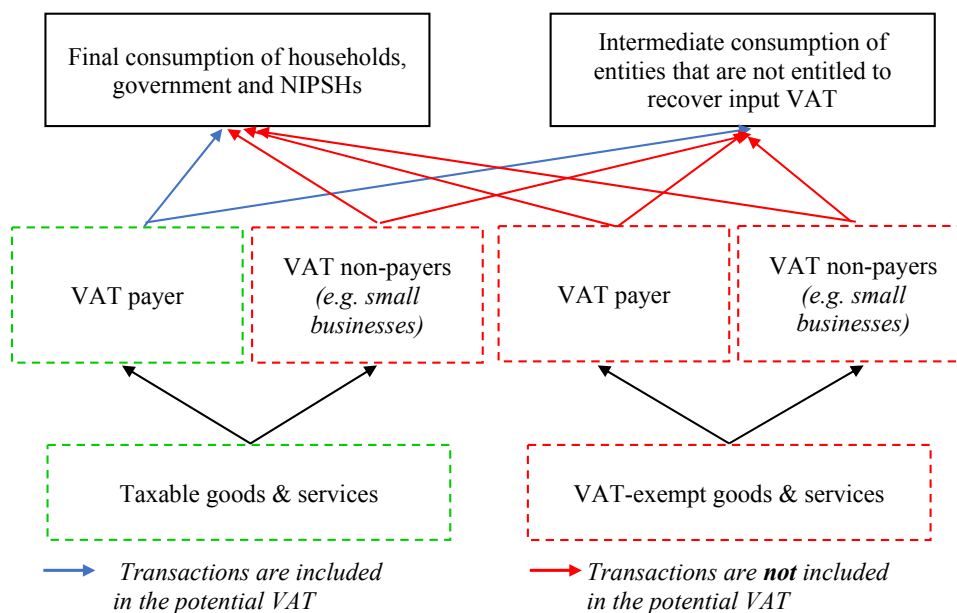 Final consumption of households,
government and NIPSHs
Intermediate consumption of
entities that are not entitled to
recover input VAT
VAT payer
VAT non-payers
(e.g. small
businesses)
VAT payer
VAT non-payers
(e.g. small
businesses)
Taxable goods & services
VAT-exempt goods & services
Transactions are included
in the potential VAT
Transactions are not included
in the potential VAT